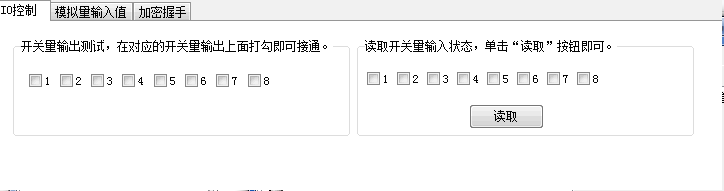 IO控制 模拟量输入值 加密握手
开关量输出测试，在对应的开关量输出上面打勾即可接通。
1 2 3 4 5 6 7 8
读取开关量输入状态，单击“读取”按钮即可。
1 2 3 4 5 6 7 8
读取